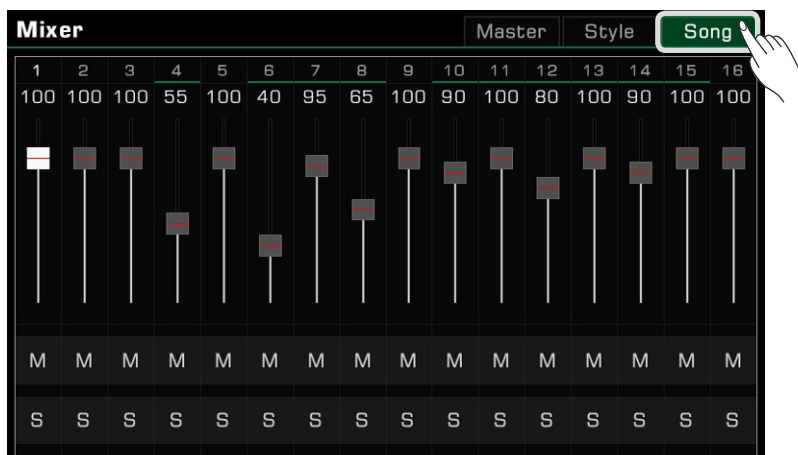 Mixer Master Style Song
1 2 3 4 5 6 7 8 9 10 11 12 13 14 15 16
100 100 100 55 100 40 95 65 100 90 100 80 100 90 100 100
M M M M M M M M M M M M M M M M
S S S S S S S S S S S S S S S S